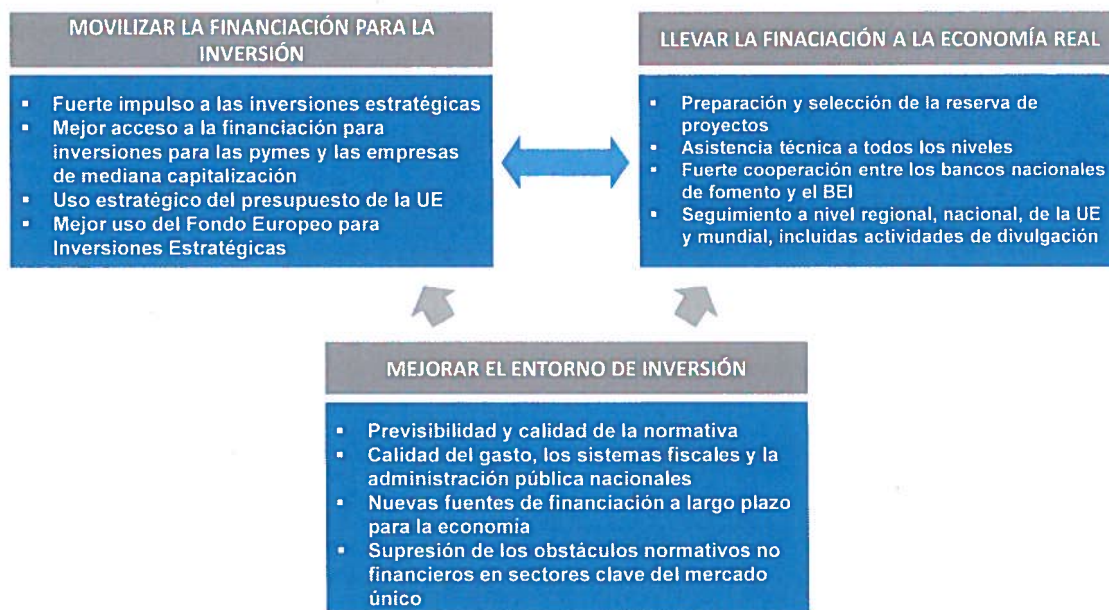 MOVILIZAR LA FINANCIACIÓN PARA LA
INVERSIÓN
▪ Fuerte impulso a las inversiones estratégicas
▪ Mejor acceso a la financiación para
inversiones para las pymes y las empresas
de mediana capitalización
▪ Uso estratégico del presupuesto de la UE
▪ Mejor uso del Fondo Europeo para
Inversiones Estratégicas
LLEVAR LA FINACIACIÓN A LA ECONOMÍA REAL
▪ Preparación y selección de la reserva de
proyectos
▪ Asistencia técnica a todos los niveles
▪ Fuerte cooperación entre los bancos nacionales
de fomento y el BEI
▪ Seguimiento a nivel regional, nacional, de la UE
y mundial, incluidas actividades de divulgación
MEJORAR EL ENTORNO DE INVERSIÓN
▪ Previsibilidad y calidad de la normativa
▪ Calidad del gasto, los sistemas fiscales y la
administración pública nacionales
▪ Nuevas fuentes de financiación a largo plazo
para la economía
▪ Supresión de los obstáculos normativos no
financieros en sectores clave del mercado
único